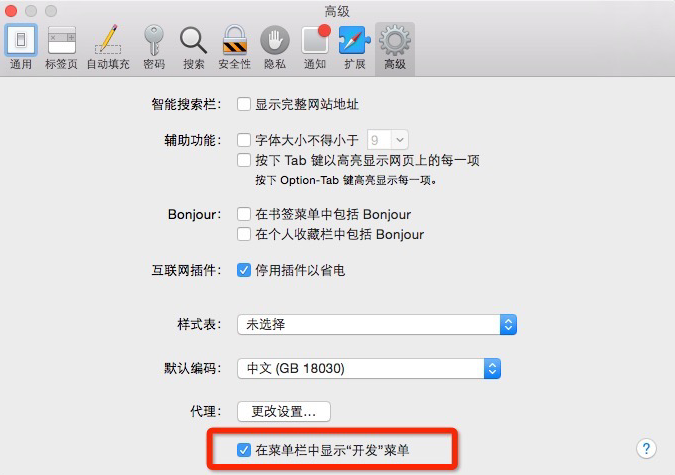 高级
通用 标签页 自动填充 密码 搜索 安全性 隐私 通知 扩展 高级
智能搜索栏： 显示完整网站地址
辅助功能： 字体大小不得小于 9
按下 Tab 键以高亮显示网页上的每一项
按下 Option-Tab 键高亮显示每一项。
Bonjour： 在书签菜单中包括 Bonjour
在个人收藏栏中包括 Bonjour
互联网插件： 停用插件以省电
样式表： 未选择
默认编码： 中文 (GB 18030)
代理： 更改设置...
在菜单栏中显示“开发”菜单
?